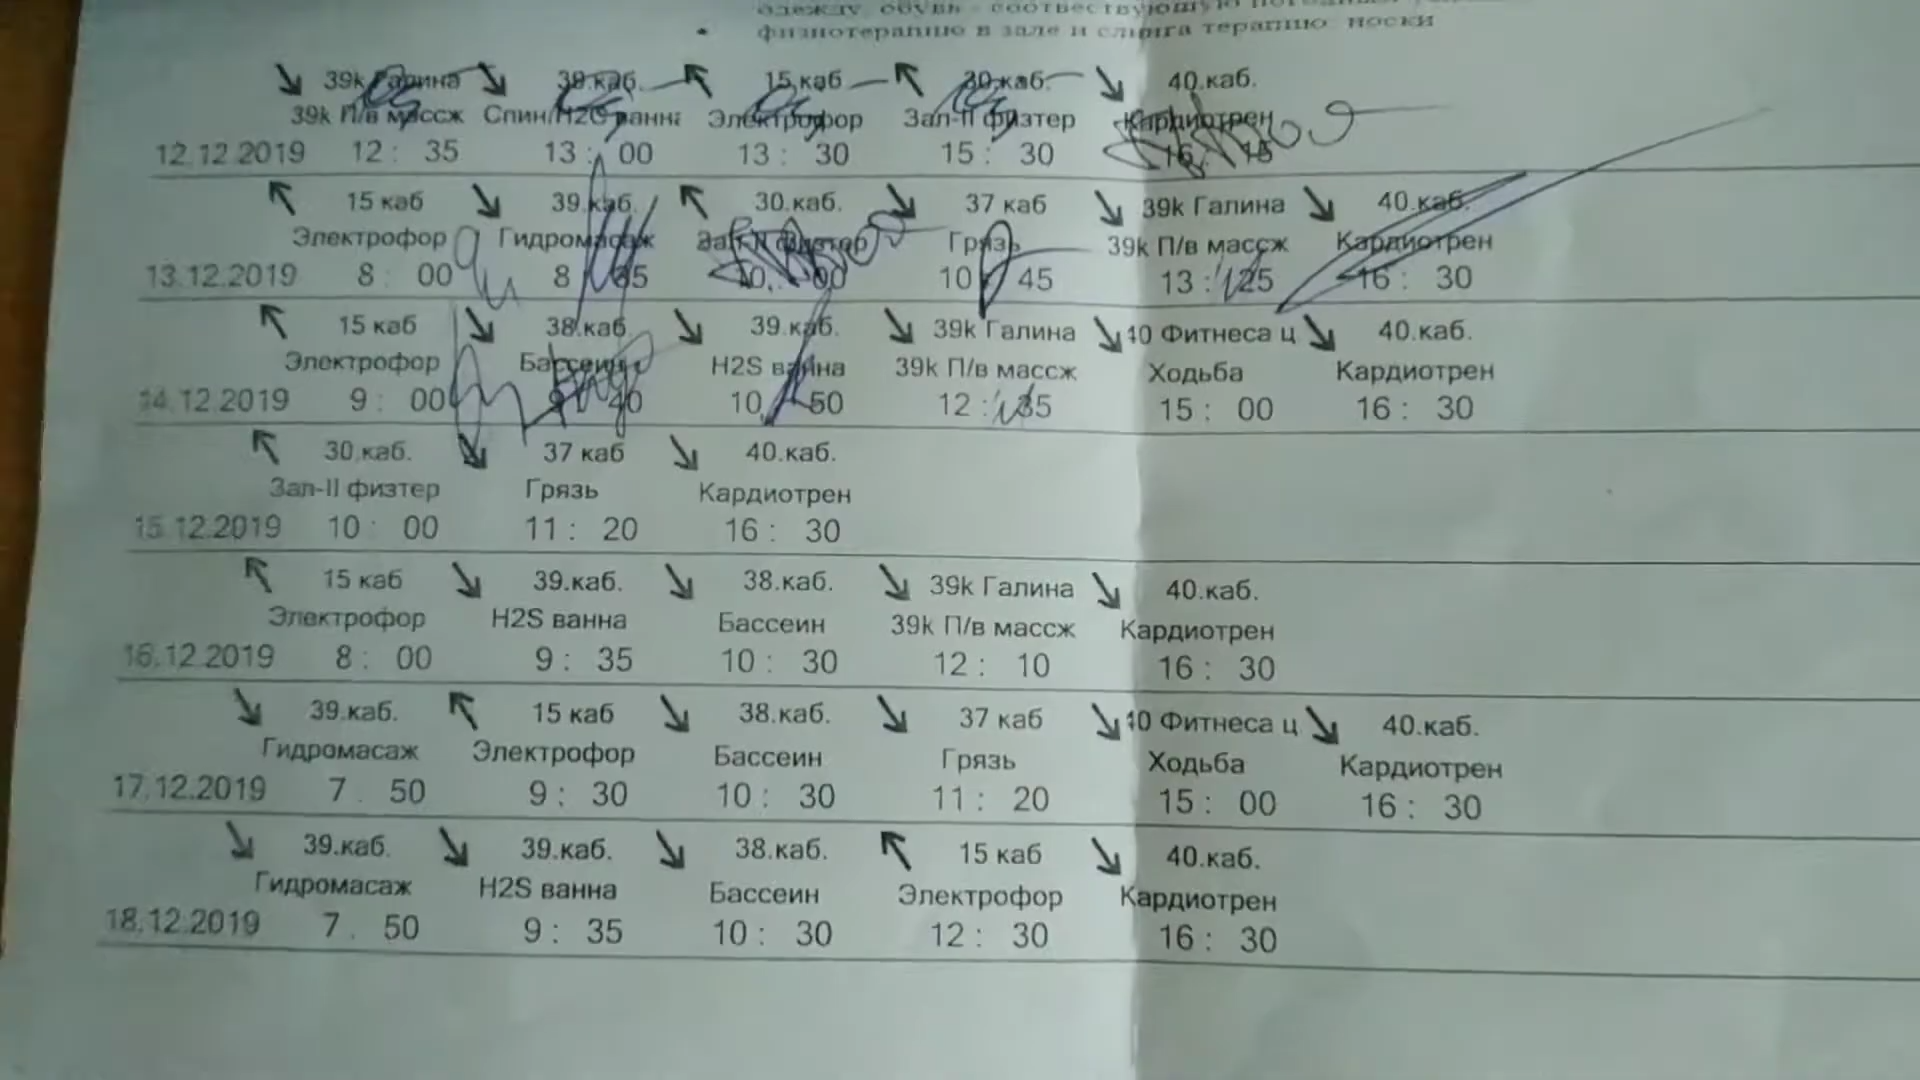 одежду, обувь - соотвествующую
физиотерапию в зале и слинга терапию носки
39k Галина 39.каб. 15.каб 30.каб. 40.каб.
39k П/в массж Электрофор Зал-II физтер Кардиотрен
12.12.2019 12 : 35 13 : 00 13 : 30 15 : 30 16 : 15
15 каб 39.каб. 30.каб. 37 каб 39k Галина 40.каб.
Электрофор Гидромасаж Зал-II физтер Грязь 39k П/в массж Кардиотрен
13.12.2019 8 : 00 8 : 35 10 : 00 10 : 45 13 : 25 16 : 30
15 каб 38.каб. 39.каб. 39k Галина 40 Фитнеса ц 40.каб.
Электрофор Бассеин H2S ванна 39k П/в массж Ходьба Кардиотрен
14.12.2019 9 : 00 9 : 40 10 : 50 12 : 35 15 : 00 16 : 30
30.каб. 37 каб 40.каб.
Зал-II физтер Грязь Кардиотрен
15.12.2019 10 : 00 11 : 20 16 : 30
15 каб 39.каб. 38.каб. 39k Галина 40.каб.
Электрофор H2S ванна Бассеин 39k П/в массж Кардиотрен
16.12.2019 8 : 00 9 : 35 10 : 30 12 : 10 16 : 30
39.каб. 15 каб 38.каб. 37 каб 40 Фитнеса ц 40.каб.
Гидромасаж Электрофор Бассеин Грязь Ходьба Кардиотрен
17.12.2019 7 : 50 9 : 30 10 : 30 11 : 20 15 : 00 16 : 30
39.каб. 39.каб. 38.каб. 15 каб 40.каб.
Гидромасаж H2S ванна Бассеин Электрофор Кардиотрен
18.12.2019 7 : 50 9 : 35 10 : 30 12 : 30 16 : 30